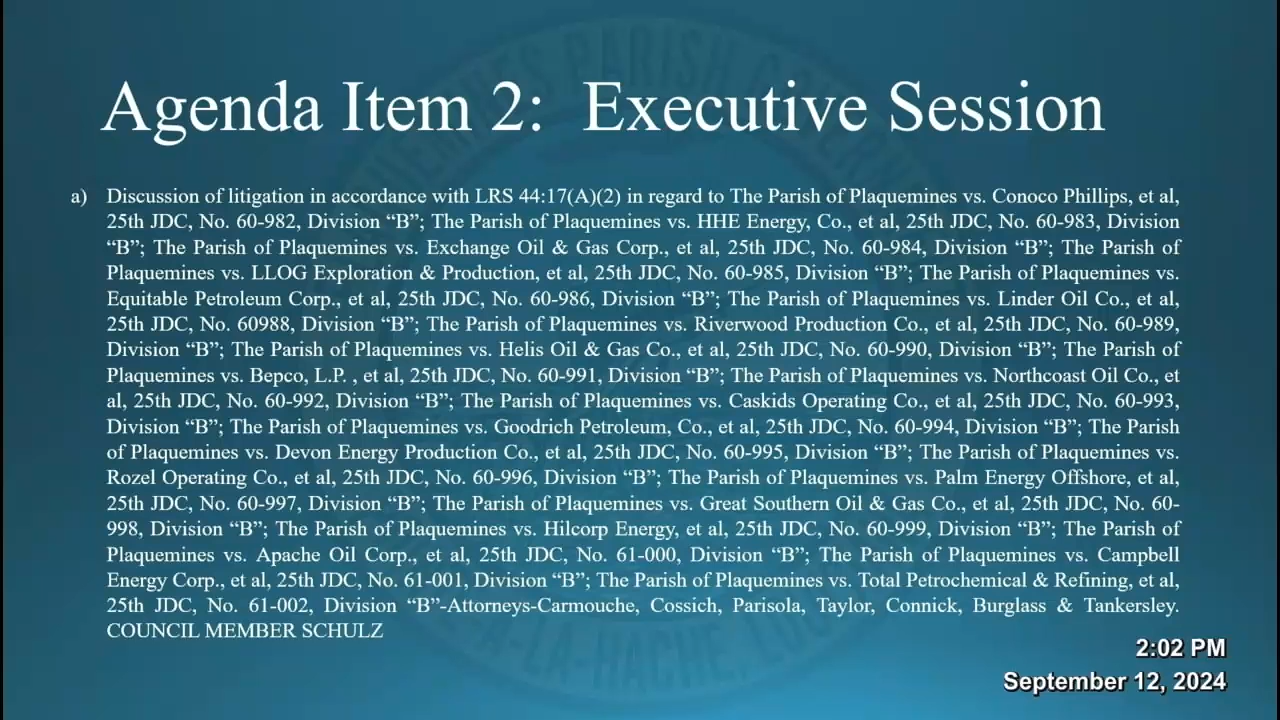 Agenda Item 2: Executive Session
a) Discussion of litigation in accordance with LRS 44:17(A)(2) in regard to The Parish of Plaquemines vs. Conoco Phillips, et al,
25th JDC, No. 60-982, Division “B”; The Parish of Plaquemines vs. HHE Energy, Co., et al, 25th JDC, No. 60-983, Division
“B”; The Parish of Plaquemines vs. Exchange Oil & Gas Corp., et al, 25th JDC, No. 60-984, Division “B”; The Parish of
Plaquemines vs. LLOG Exploration & Production, et al, 25th JDC, No. 60-985, Division “B”; The Parish of Plaquemines vs.
Equitable Petroleum Corp., et al, 25th JDC, No. 60-986, Division “B”; The Parish of Plaquemines vs. Linder Oil Co., et al,
25th JDC, No. 60988, Division “B”; The Parish of Plaquemines vs. Riverwood Production Co., et al, 25th JDC, No. 60-989,
Division “B”; The Parish of Plaquemines vs. Helis Oil & Gas Co., et al, 25th JDC, No. 60-990, Division “B”; The Parish of
Plaquemines vs. Bepco, L.P. , et al, 25th JDC, No. 60-991, Division “B”; The Parish of Plaquemines vs. Northcoast Oil Co., et
al, 25th JDC, No. 60-992, Division “B”; The Parish of Plaquemines vs. Caskids Operating Co., et al, 25th JDC, No. 60-993,
Division “B”; The Parish of Plaquemines vs. Goodrich Petroleum, Co., et al, 25th JDC, No. 60-994, Division “B”; The Parish
of Plaquemines vs. Devon Energy Production Co., et al, 25th JDC, No. 60-995, Division “B”; The Parish of Plaquemines vs.
Rozel Operating Co., et al, 25th JDC, No. 60-996, Division “B”; The Parish of Plaquemines vs. Palm Energy Offshore, et al,
25th JDC, No. 60-997, Division “B”; The Parish of Plaquemines vs. Great Southern Oil & Gas Co., et al, 25th JDC, No. 60-
998, Division “B”; The Parish of Plaquemines vs. Hilcorp Energy, et al, 25th JDC, No. 60-999, Division “B”; The Parish of
Plaquemines vs. Apache Oil Corp., et al, 25th JDC, No. 61-000, Division “B”; The Parish of Plaquemines vs. Campbell
Energy Corp., et al, 25th JDC, No. 61-001, Division “B”; The Parish of Plaquemines vs. Total Petrochemical & Refining, et al,
25th JDC, No. 61-002, Division “B”-Attorneys-Carmouche, Cossich, Parisola, Taylor, Connick, Burglass & Tankersley.
COUNCIL MEMBER SCHULZ
2:02 PM
September 12, 2024